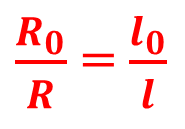 R₀/R = l₀/l